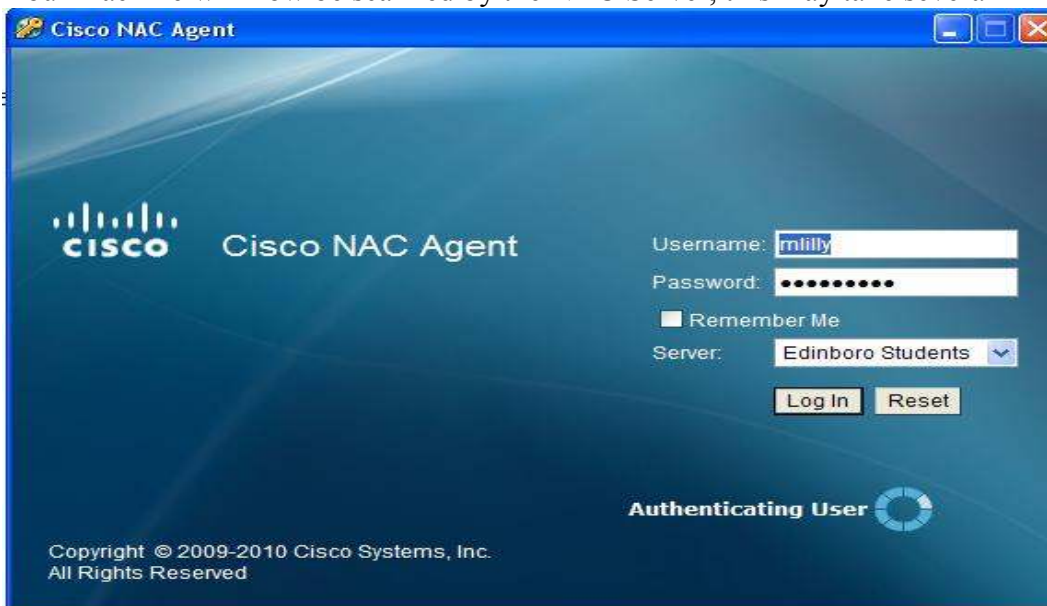 Cisco NAC Agent
CISCO
Cisco NAC Agent
Username: mlilly
Password: •••••••••
Remember Me
Server: Edinboro Students
Log In Reset
Authenticating User
Copyright © 2009-2010 Cisco Systems, Inc.
All Rights Reserved